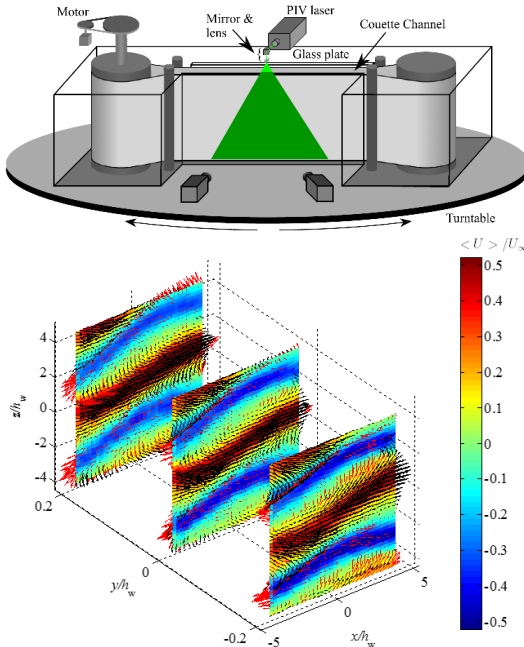 PIV laser
Motor
Mirror &
lens
Couette Channel
Glass plate
Turntable
< U > /U∞
0.5
0.4
0.3
0.2
0.1
0
-0.1
-0.2
-0.3
-0.4
-0.5
4
2
0
-2
-4
z/hw
0.2
0
-0.2
y/hw
-5
0
5
x/hw